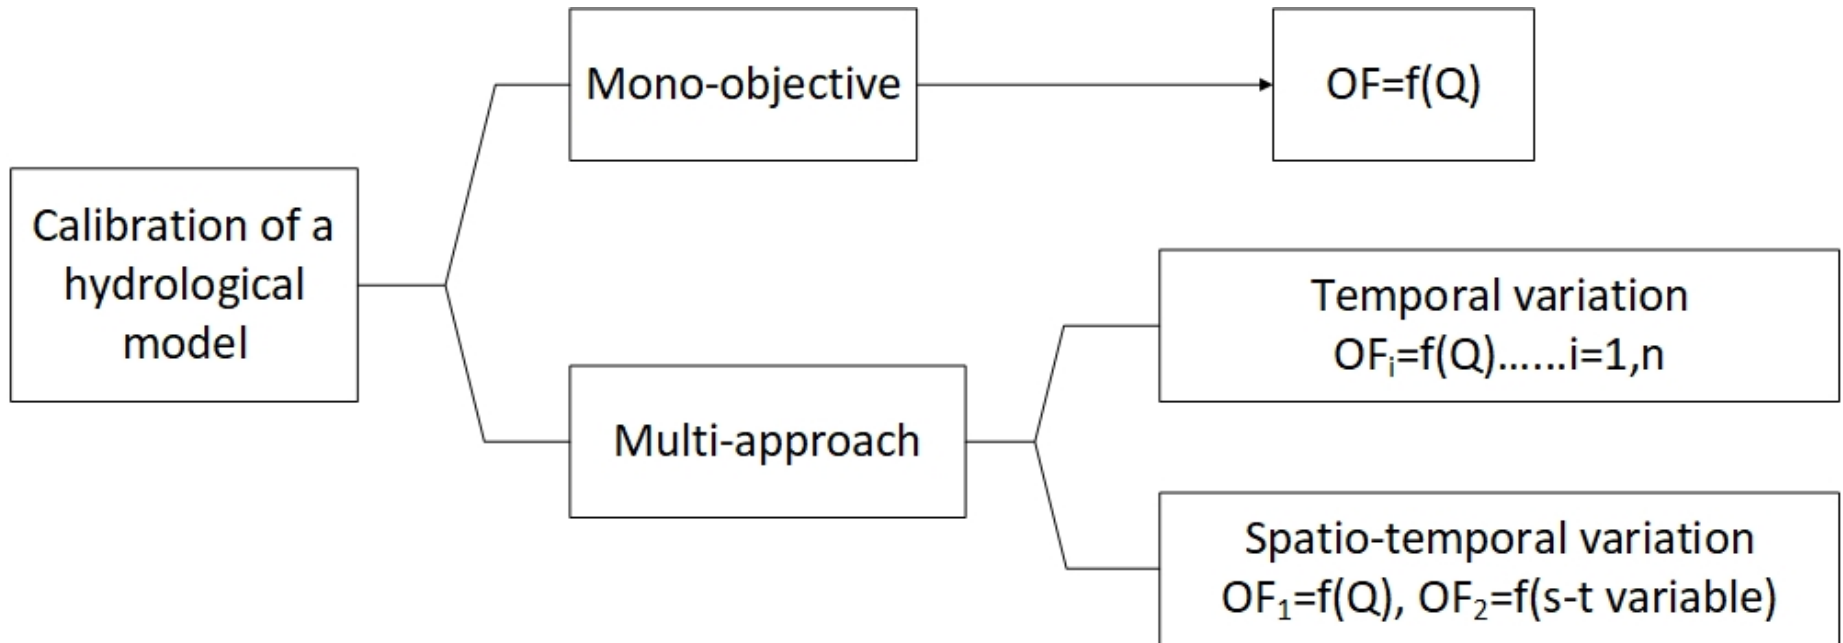 Mono-objective
OF=f(Q)
Calibration of a
hydrological
model
Temporal variation
OFᵢ=f(Q)......i=1,n
Multi-approach
Spatio-temporal variation
OF₁=f(Q), OF₂=f(s-t variable)